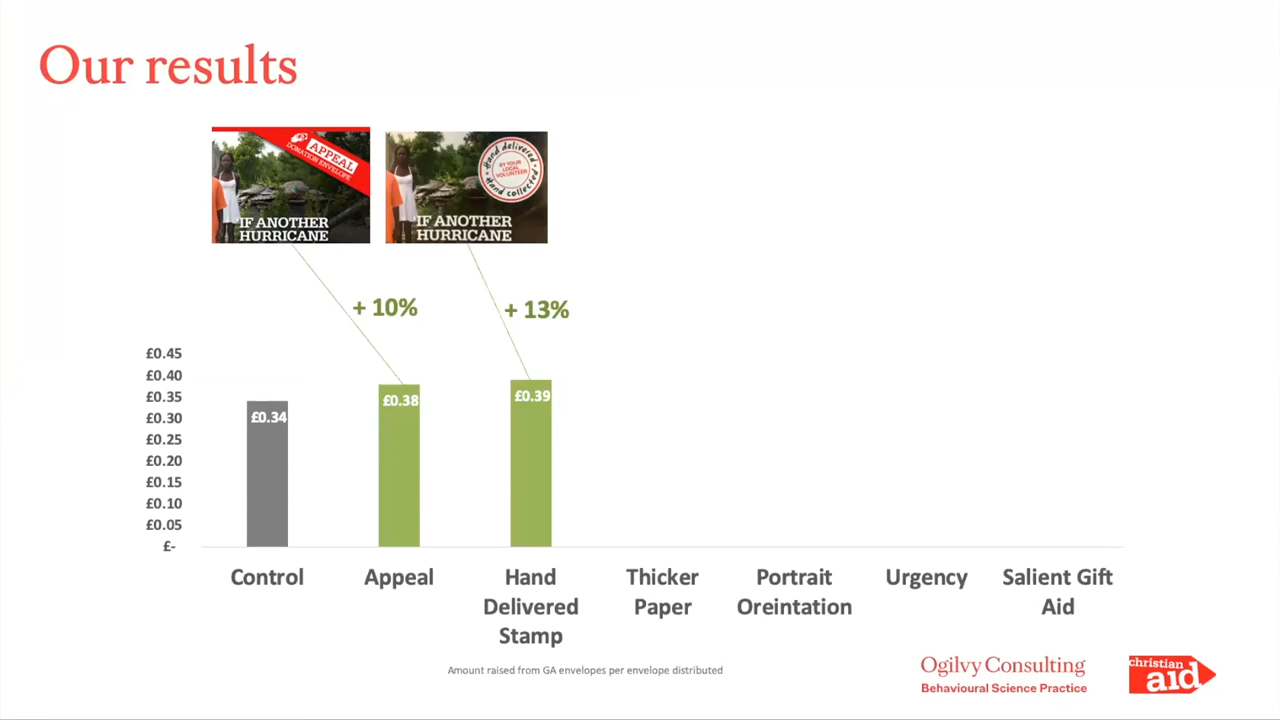 Our results
APPEAL
DONATION ENVELOPE
'IF ANOTHER
HURRICANE
Hand delivered
BY YOUR
LOCAL
VOLUNTEER
Hand collected
'IF ANOTHER
HURRICANE
+ 10%
+ 13%
£0.45
£0.40
£0.35
£0.30
£0.25
£0.20
£0.15
£0.10
£0.05
£-
£0.34
£0.38
£0.39
Control
Appeal
Hand
Delivered
Stamp
Thicker
Paper
Portrait
Oreintation
Urgency
Salient Gift
Aid
Amount raised from GA envelopes per envelope distributed
Ogilvy Consulting
Behavioural Science Practice
christian
aid